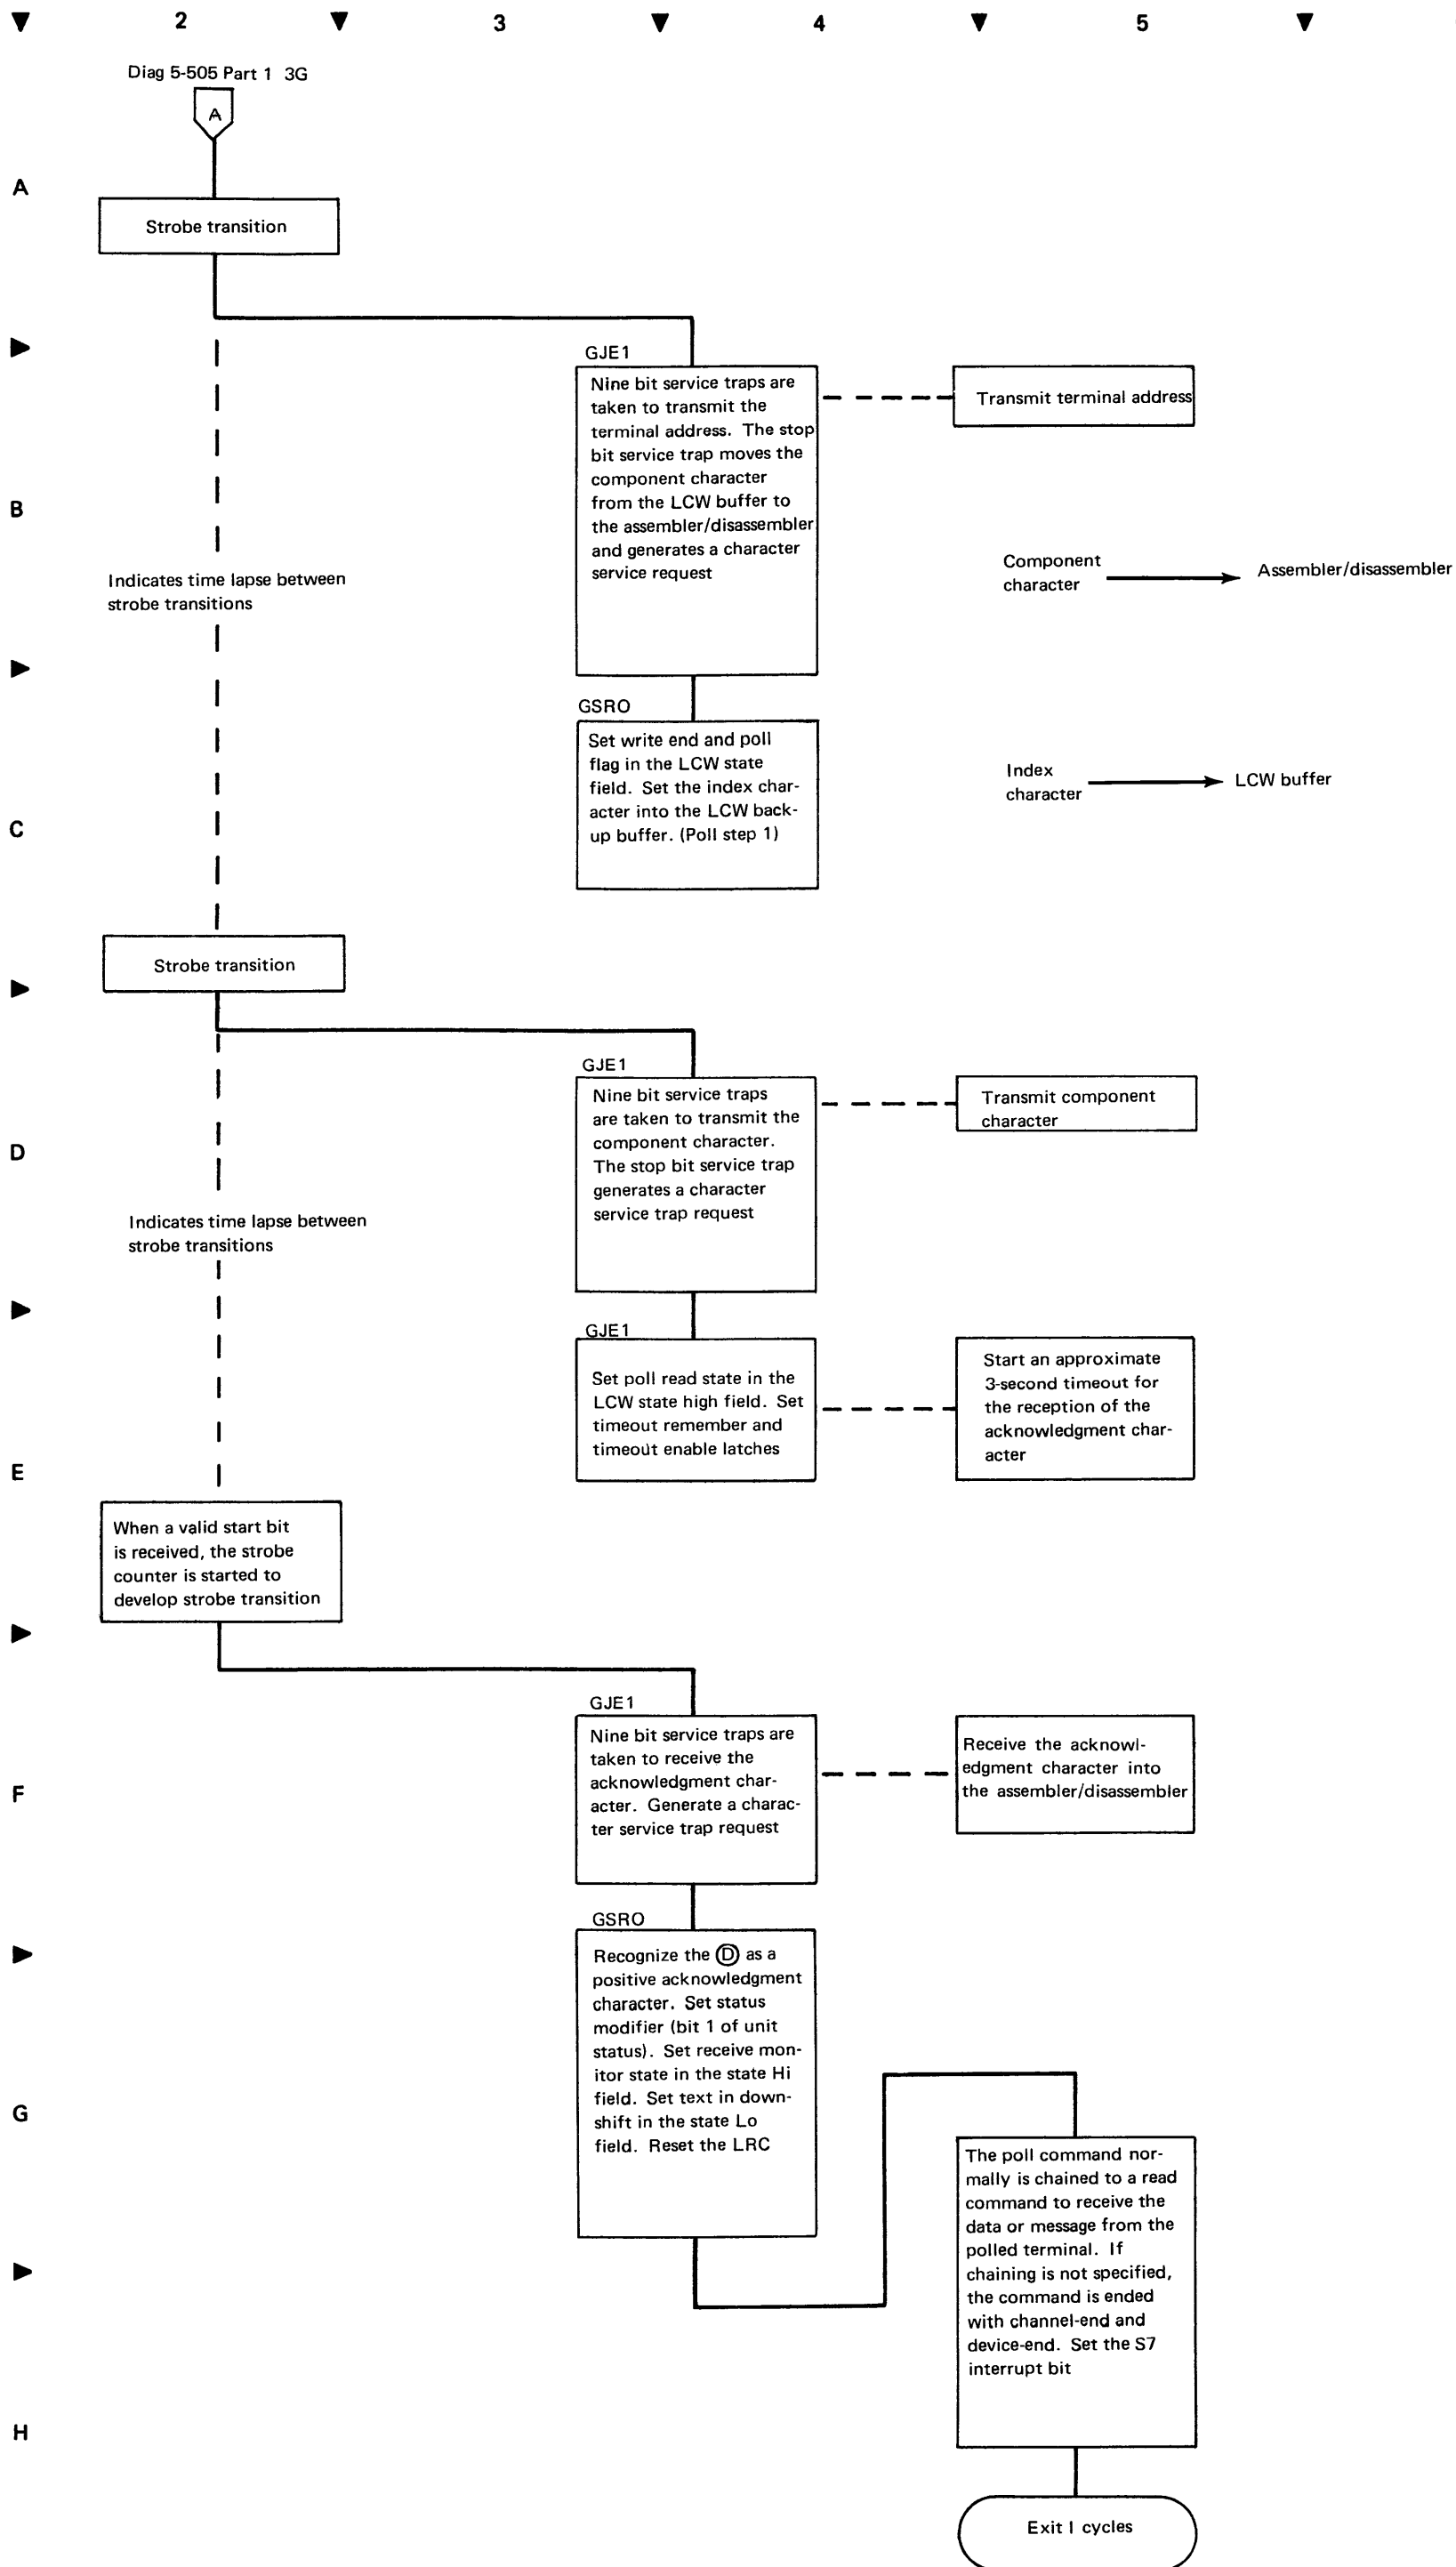 2 3 4 5
Diag 5-505 Part 1 3G
A
A
Strobe transition
GJE1
Nine bit service traps are
taken to transmit the
terminal address. The stop
bit service trap moves the
component character
from the LCW buffer to
the assembler/disassembler
and generates a character
service request
Transmit terminal address
B
Indicates time lapse between
strobe transitions
Component
character
Assembler/disassembler
GSRO
Set write end and poll
flag in the LCW state
field. Set the index char-
acter into the LCW back-
up buffer. (Poll step 1)
Index
character
LCW buffer
C
Strobe transition
GJE1
Nine bit service traps
are taken to transmit the
component character.
The stop bit service trap
generates a character
service trap request
Transmit component
character
D
Indicates time lapse between
strobe transitions
GJE1
Set poll read state in the
LCW state high field. Set
timeout remember and
timeout enable latches
Start an approximate
3-second timeout for
the reception of the
acknowledgment char-
acter
E
When a valid start bit
is received, the strobe
counter is started to
develop strobe transition
GJE1
Nine bit service traps are
taken to receive the
acknowledgment char-
acter. Generate a charac-
ter service trap request
Receive the acknowl-
edgment character into
the assembler/disassembler
F
GSRO
Recognize the Ⓓ as a
positive acknowledgment
character. Set status
modifier (bit 1 of unit
status). Set receive mon-
itor state in the state Hi
field. Set text in down-
shift in the state Lo
field. Reset the LRC
G
The poll command nor-
mally is chained to a read
command to receive the
data or message from the
polled terminal. If
chaining is not specified,
the command is ended
with channel-end and
device-end. Set the S7
interrupt bit
H
Exit I cycles